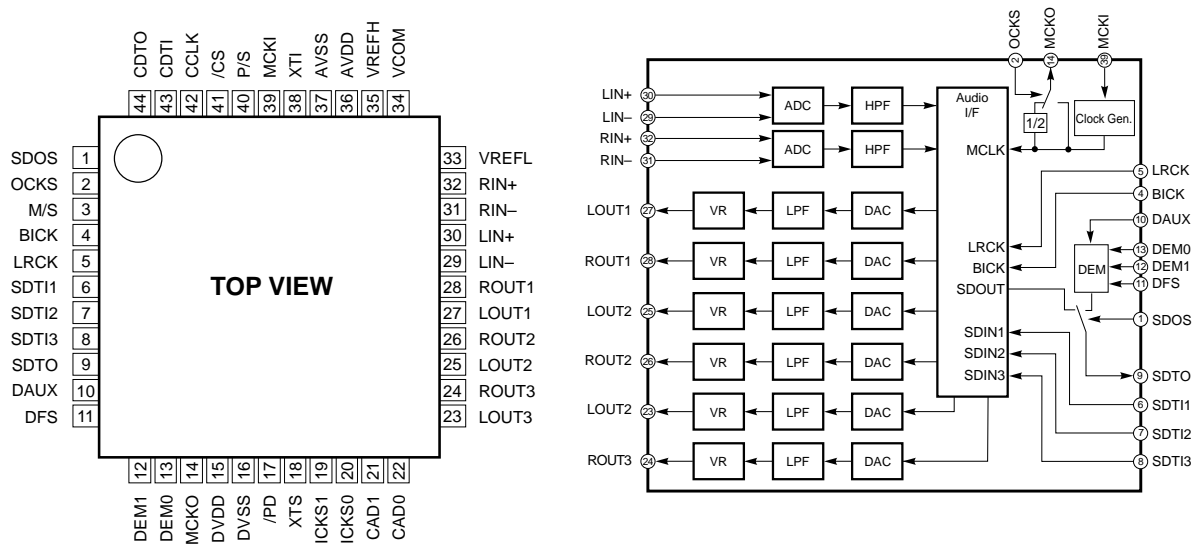 CDTO CDTI CCLK /CS P/S MCKI XTI AVSS AVDD VREFH VCOM
44 43 42 41 40 39 38 37 36 35 34
SDOS 1
OCKS 2
M/S 3
BICK 4
LRCK 5
SDTI1 6
SDTI2 7
SDTI3 8
SDTO 9
DAUX 10
DFS 11
TOP VIEW
33 VREFL
32 RIN+
31 RIN–
30 LIN+
29 LIN–
28 ROUT1
27 LOUT1
26 ROUT2
25 LOUT2
24 ROUT3
23 LOUT3
12 13 14 15 16 17 18 19 20 21 22
DEM1 DEM0 MCKO DVDD DVSS /PD XTS ICKS1 ICKS0 CAD1 CAD0
OCKS MCKO MCKI
2 14 39
LIN+ 30
LIN– 29
ADC HPF
RIN+ 32
RIN– 31
ADC HPF
Audio
I/F
1/2
Clock Gen.
MCLK
LOUT1 27 VR LPF DAC
ROUT1 28 VR LPF DAC
LOUT2 25 VR LPF DAC
ROUT2 26 VR LPF DAC
LOUT2 23 VR LPF DAC
ROUT3 24 VR LPF DAC
LRCK
BICK
SDOUT
SDIN1
SDIN2
SDIN3
DEM
5 LRCK
4 BICK
10 DAUX
13 DEM0
12 DEM1
11 DFS
1 SDOS
9 SDTO
6 SDTI1
7 SDTI2
8 SDTI3